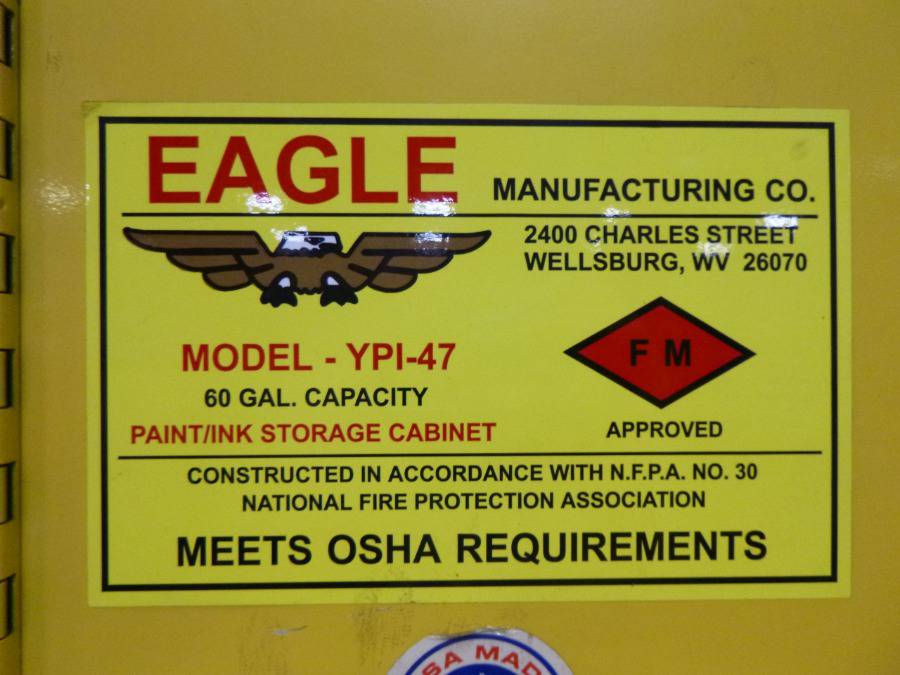 EAGLE MANUFACTURING CO.
2400 CHARLES STREET
WELLSBURG, WV 26070
MODEL - YPI-47
60 GAL. CAPACITY
PAINT/INK STORAGE CABINET
F M
APPROVED
CONSTRUCTED IN ACCORDANCE WITH N.F.P.A. NO. 30
NATIONAL FIRE PROTECTION ASSOCIATION
MEETS OSHA REQUIREMENTS